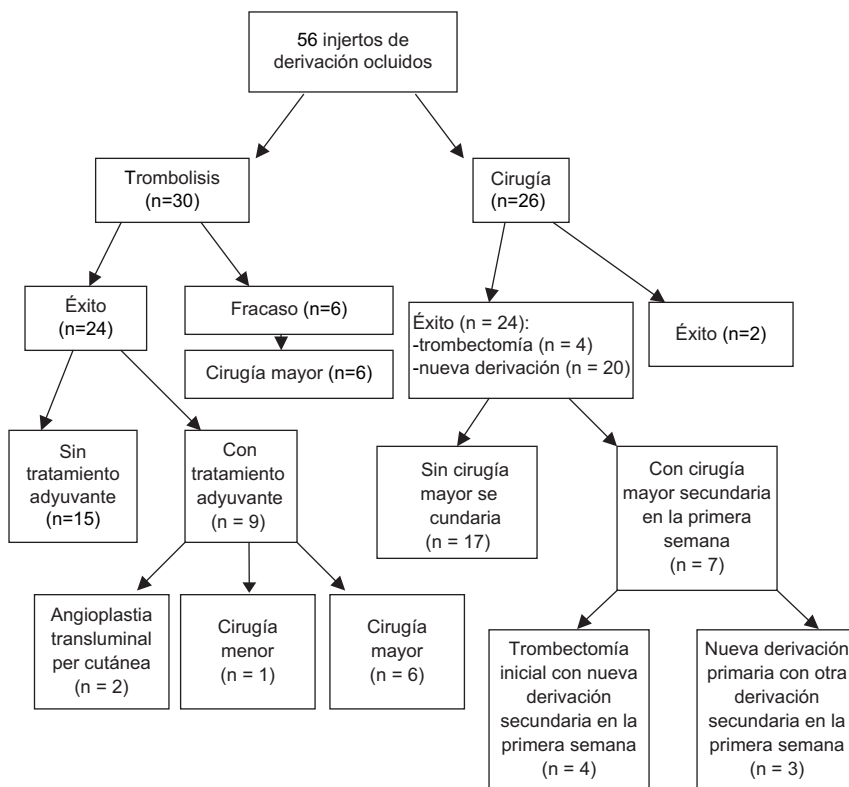 56 injertos de
derivación ocluidos
Trombolisis
(n=30)
Cirugía
(n=26)
Éxito
(n=24)
Fracaso (n=6)
Cirugía mayor (n=6)
Éxito (n = 24):
-trombectomía (n = 4)
-nueva derivación (n = 20)
Éxito (n=2)
Sin
tratamiento
adyuvante
(n=15)
Con
tratamiento
adyuvante
(n = 9)
Sin cirugía
mayor se
cundaria
(n = 17)
Con cirugía
mayor secundaria
en la primera
semana
(n = 7)
Angioplastia
transluminal
per cutánea
(n = 2)
Cirugía
menor
(n = 1)
Cirugía
mayor
(n = 6)
Trombectomía
inicial con nueva
derivación
secundaria en la
primera semana
(n = 4)
Nueva derivación
primaria con otra
derivación
secundaria en la
primera semana
(n = 3)